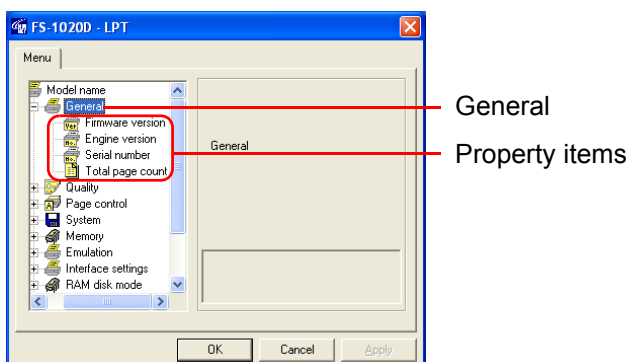 FS-1020D - LPT
Menu
Model name
General
Firmware version
Engine version
Serial number
Total page count
Quality
Page control
System
Memory
Emulation
Interface settings
RAM disk mode
General
OK Cancel Apply
General
Property items